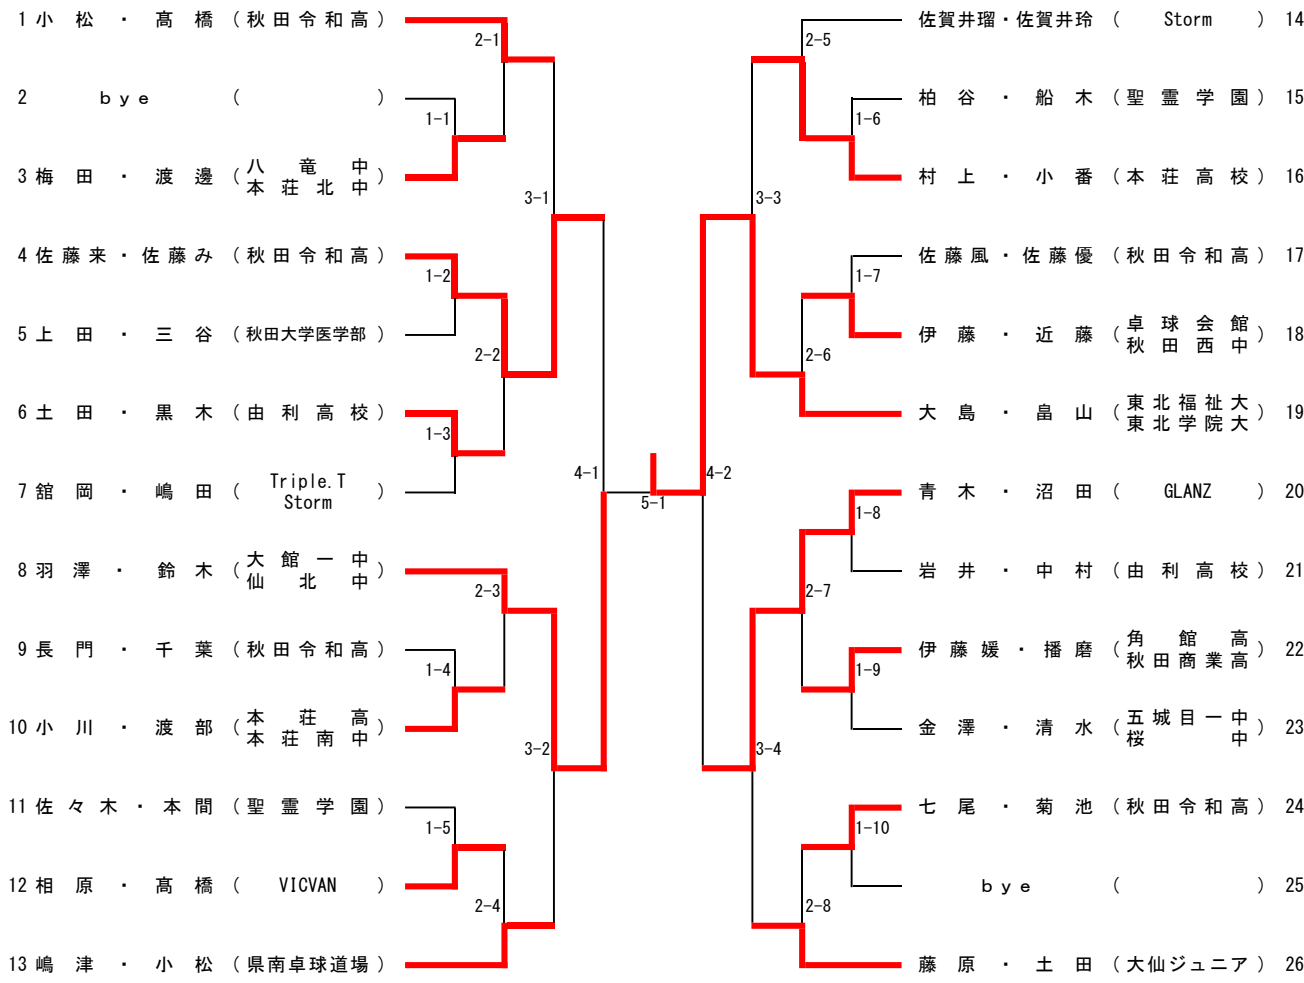 1 小松・髙橋 (秋田令和高)
2-1
2 bye ( )
1-1
3 梅田・渡邊 (八竜中
本荘北中)
3-1
4 佐藤来・佐藤み (秋田令和高)
1-2
5 上田・三谷 (秋田大学医学部)
2-2
6 土田・黒木 (由利高校)
1-3
7 舘岡・嶋田 (Triple.T
Storm)
4-1
8 羽澤・鈴木 (大館一中
仙北中)
2-3
9 長門・千葉 (秋田令和高)
1-4
10 小川・渡部 (本荘高
本荘南中)
3-2
11 佐々木・本間 (聖霊学園)
1-5
12 相原・髙橋 (VICVAN)
2-4
13 嶋津・小松 (県南卓球道場)
5-1
佐賀井瑠・佐賀井玲 (Storm) 14
2-5
柏谷・船木 (聖霊学園) 15
1-6
村上・小番 (本荘高校) 16
3-3
佐藤風・佐藤優 (秋田令和高) 17
1-7
伊藤・近藤 (卓球会館
秋田西中) 18
2-6
大島・畠山 (東北福祉大
東北学院大) 19
4-2
青木・沼田 (GLANZ) 20
1-8
岩井・中村 (由利高校) 21
2-7
伊藤媛・播磨 (角館高
秋田商業高) 22
1-9
金澤・清水 (五城目一中
桜中) 23
3-4
七尾・菊池 (秋田令和高) 24
1-10
bye ( ) 25
2-8
藤原・土田 (大仙ジュニア) 26